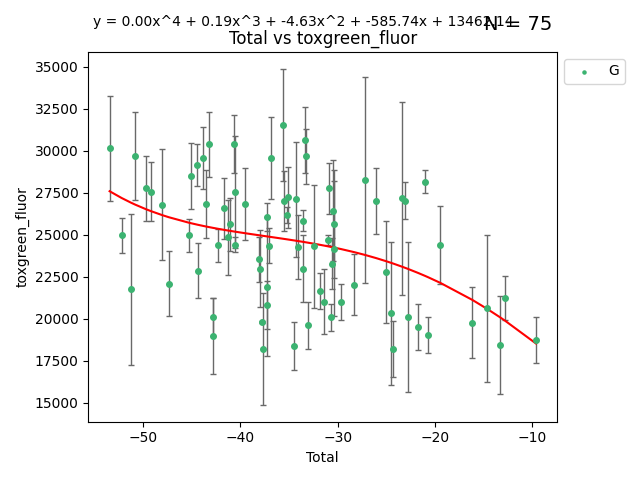 y = 0.00x^4 + 0.19x^3 + -4.63x^2 + -585.74x + 13462.14
N = 75
Total vs toxgreen_fluor
G
35000
32500
30000
27500
25000
22500
20000
17500
15000
toxgreen_fluor
−50 −40 −30 −20 −10
Total